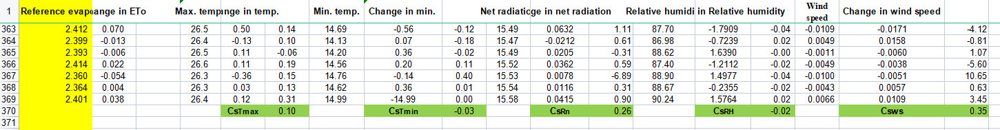 1 Reference evap ange in ETo Max. temp nge in temp. Min. temp. Change in min. Net radiatio ge in net radiation Relative humidi in Relative humidity Wind speed Change in wind speed
363 2.412 0.070 26.5 0.50 0.14 14.69 -0.56 -0.12 15.49 0.0632 1.11 87.70 -1.7909 -0.04 -0.0109 -0.0171 -4.12
364 2.399 -0.013 26.4 -0.13 0.10 14.13 0.07 -0.18 15.47 -0.0212 0.61 86.98 -0.7239 0.02 0.0049 0.0158 -0.81
365 2.393 -0.006 26.5 0.11 -0.06 14.20 0.36 -0.02 15.49 0.0205 -0.31 88.62 1.6390 -0.00 -0.0011 -0.0060 1.07
366 2.414 0.022 26.6 0.11 0.19 14.56 0.20 0.11 15.52 0.0362 0.59 87.40 -1.2112 -0.02 -0.0049 -0.0038 -5.60
367 2.360 -0.054 26.3 -0.36 0.15 14.76 -0.14 0.40 15.53 0.0078 -6.89 88.90 1.4977 -0.04 -0.0100 -0.0051 10.65
368 2.364 0.004 26.3 0.03 0.13 14.62 0.36 0.01 15.54 0.0116 0.31 88.67 -0.2355 -0.02 -0.0043 0.0057 0.63
369 2.401 0.038 26.4 0.12 0.31 14.99 -14.99 0.00 15.58 0.0415 0.90 90.24 1.5764 0.02 0.0066 0.0109 3.45
370 CsTmax 0.10 CsTmin -0.03 CsRn 0.26 CsRH -0.02 Csws 0.35
371